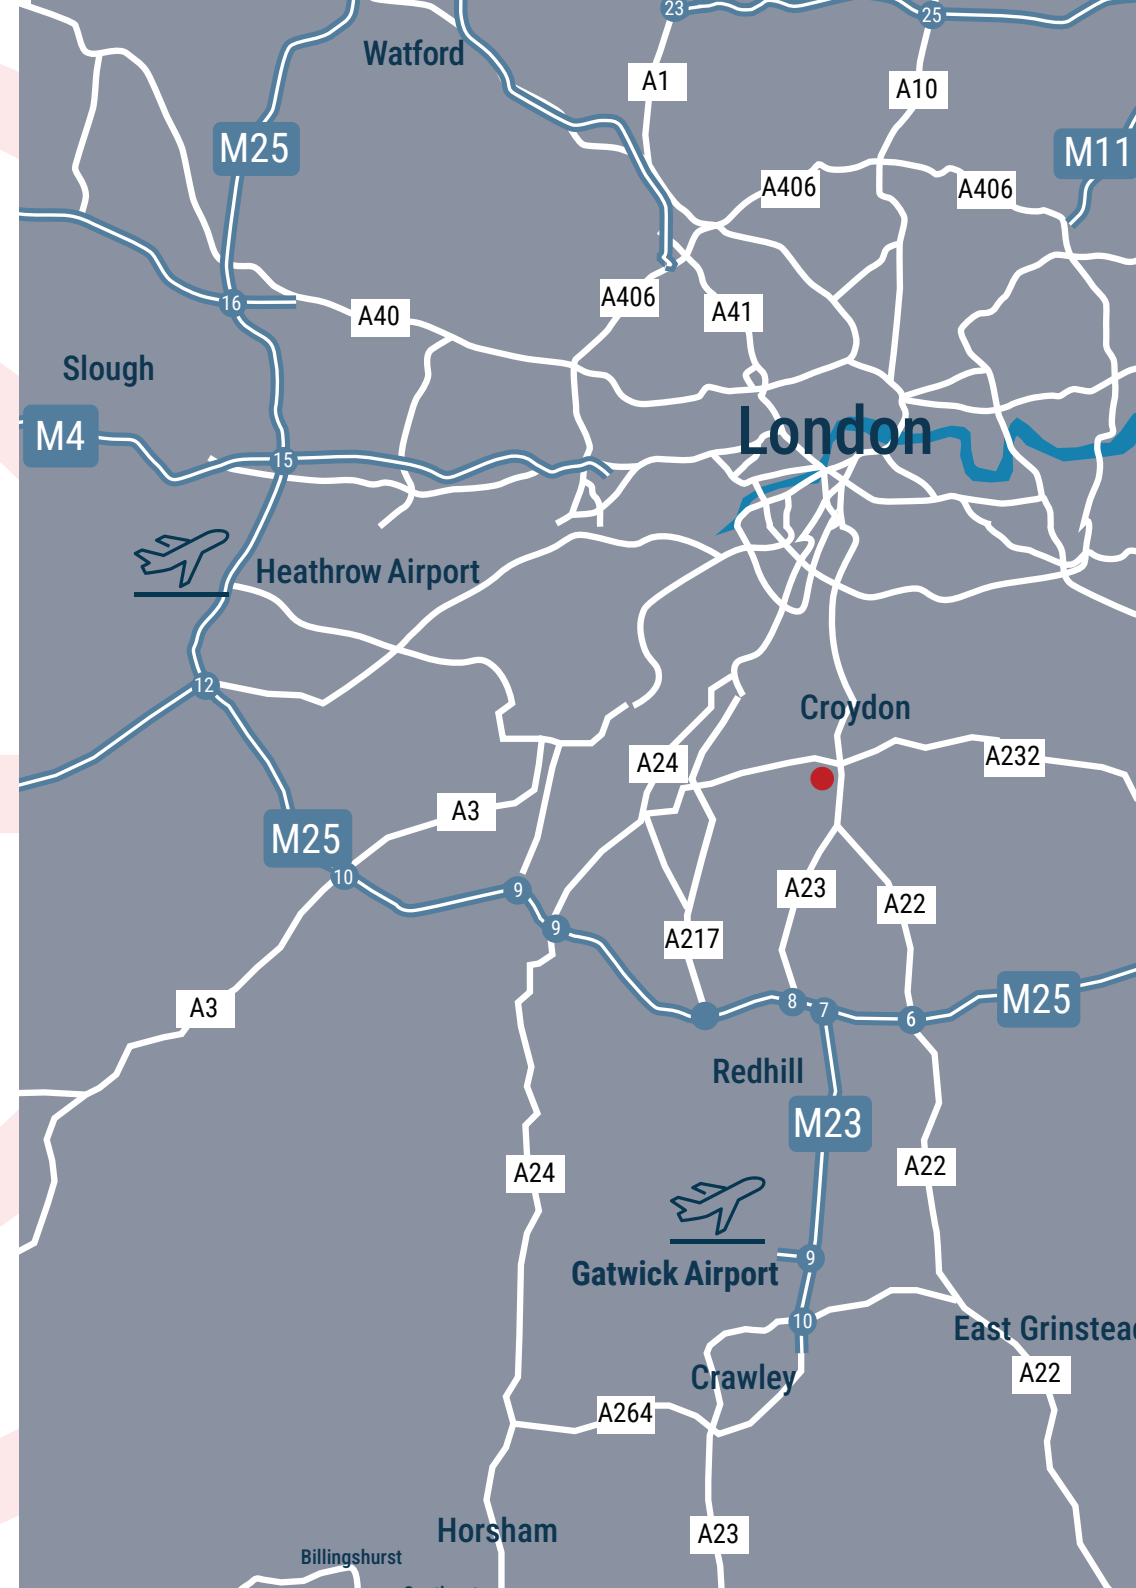 23
25
Watford
A1
A10
M25
M11
A406
A406
A406
16
A41
A40
Slough
London
M4
15
Heathrow Airport
12
Croydon
A24
A232
A3
M25
10
9
A23
A22
9
A217
M25
A3
8
7
6
Redhill
M23
A24
A22
9
Gatwick Airport
10
East Grinstead
A22
Crawley
A264
Horsham
A23
Billingshurst